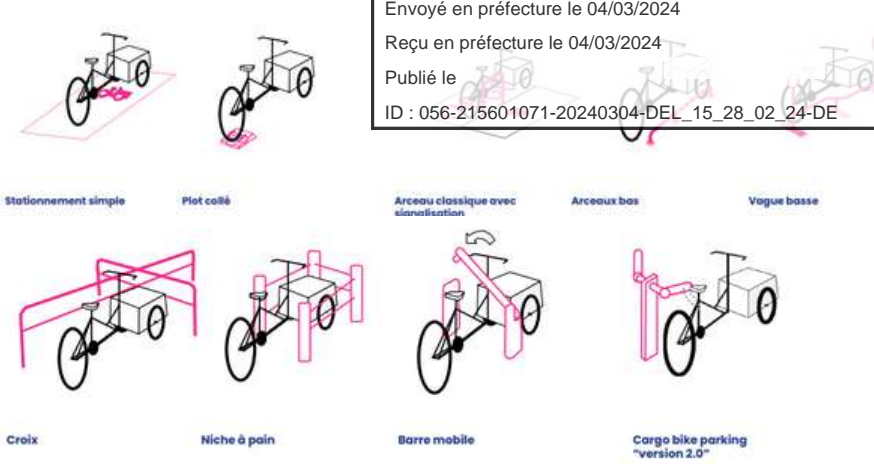 Envoyé en préfecture le 04/03/2024
Reçu en préfecture le 04/03/2024
Publié le
ID : 056-215601071-20240304-DEL_15_28_02_24-DE
Stationnement simple
Plot collé
Arceau classique avec
signalisation
Arceaux bas
Vague basse
Croix
Niche à pain
Barre mobile
Cargo bike parking
"version 2.0"